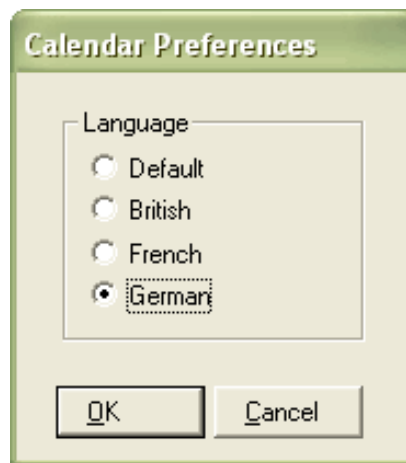 Calendar Preferences
Language
Default
British
French
German
OK Cancel